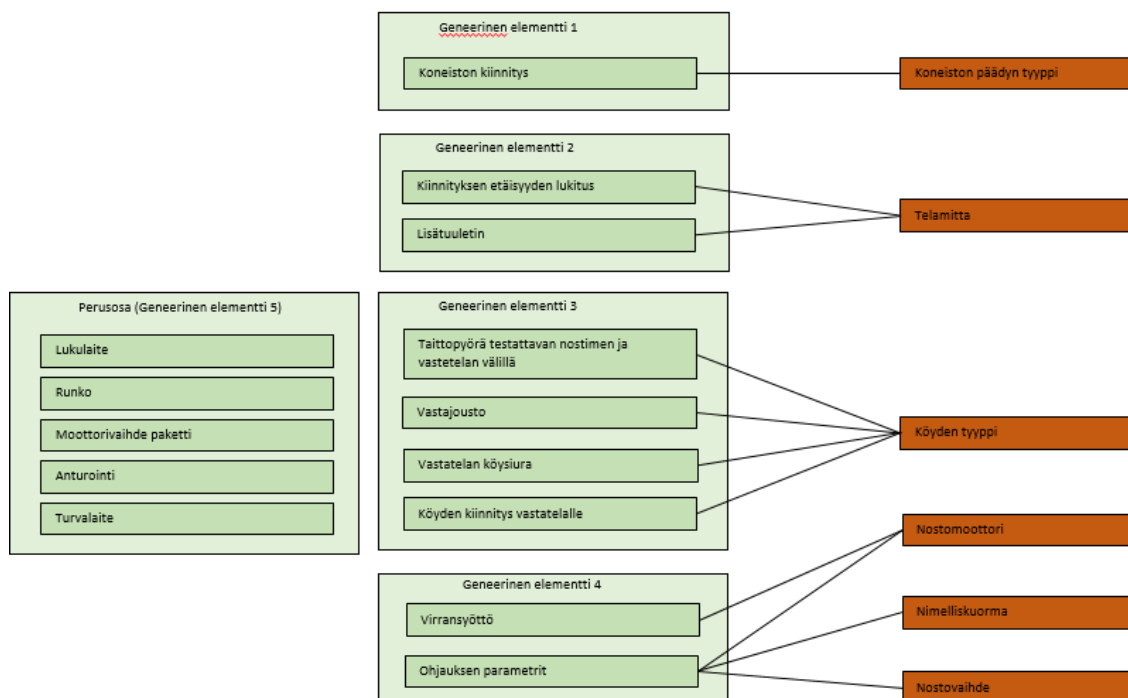 Geneerinen elementti 1
Koneiston kiinnitys
Koneiston päädyn tyyppi
Geneerinen elementti 2
Kiinnityksen etäisyyden lukitus
Lisätuuletin
Telamitta
Perusosa (Geneerinen elementti 5)
Lukulaite
Runko
Moottorivaihde paketti
Anturointi
Turvalaite
Geneerinen elementti 3
Taittopyörä testattavan nostimen ja
vastetelan välillä
Vastajousto
Vastatelan köysiura
Köyden kiinnitys vastatelalle
Köyden tyyppi
Geneerinen elementti 4
Virransyöttö
Ohjauksen parametrit
Nostomoottori
Nimelliskuorma
Nostovaihde